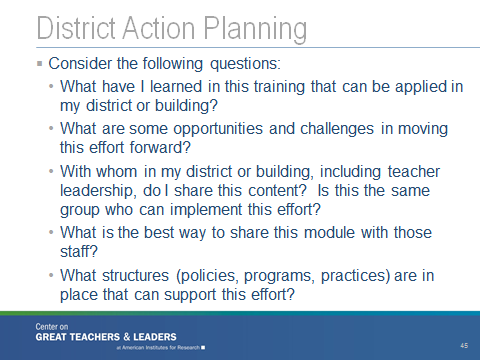 District Action Planning
▪ Consider the following questions:
• What have I learned in this training that can be applied in
my district or building?
• What are some opportunities and challenges in moving
this effort forward?
• With whom in my district or building, including teacher
leadership, do I share this content?  Is this the same
group who can implement this effort?
• What is the best way to share this module with those
staff?
• What structures (policies, programs, practices) are in
place that can support this effort?
Center on
GREAT TEACHERS & LEADERS
at American Institutes for Research ■
45